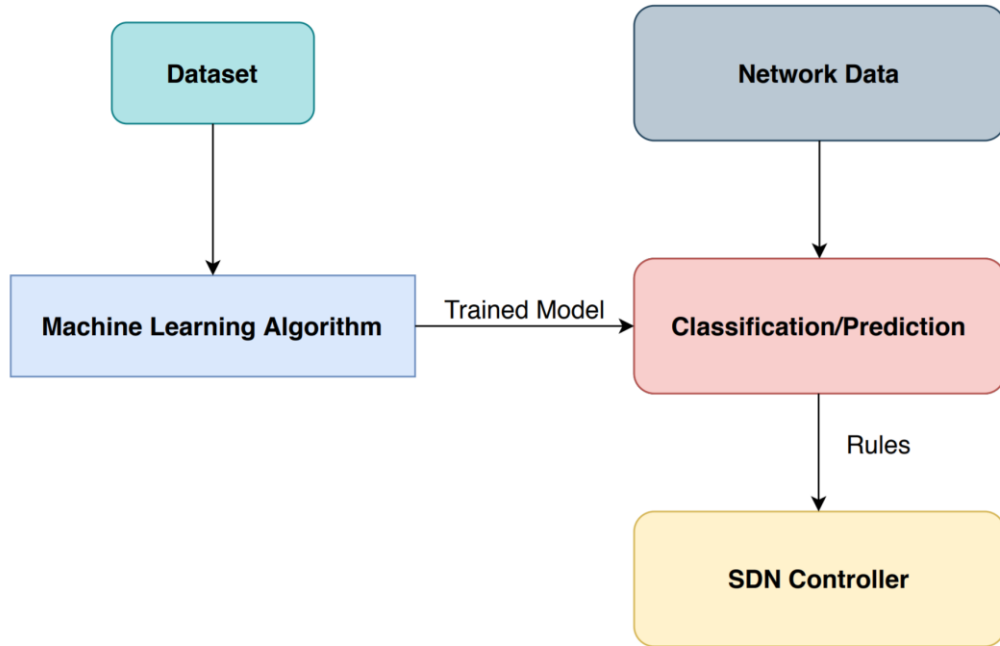 Dataset
Network Data
Machine Learning Algorithm
Trained Model
Classification/Prediction
Rules
SDN Controller